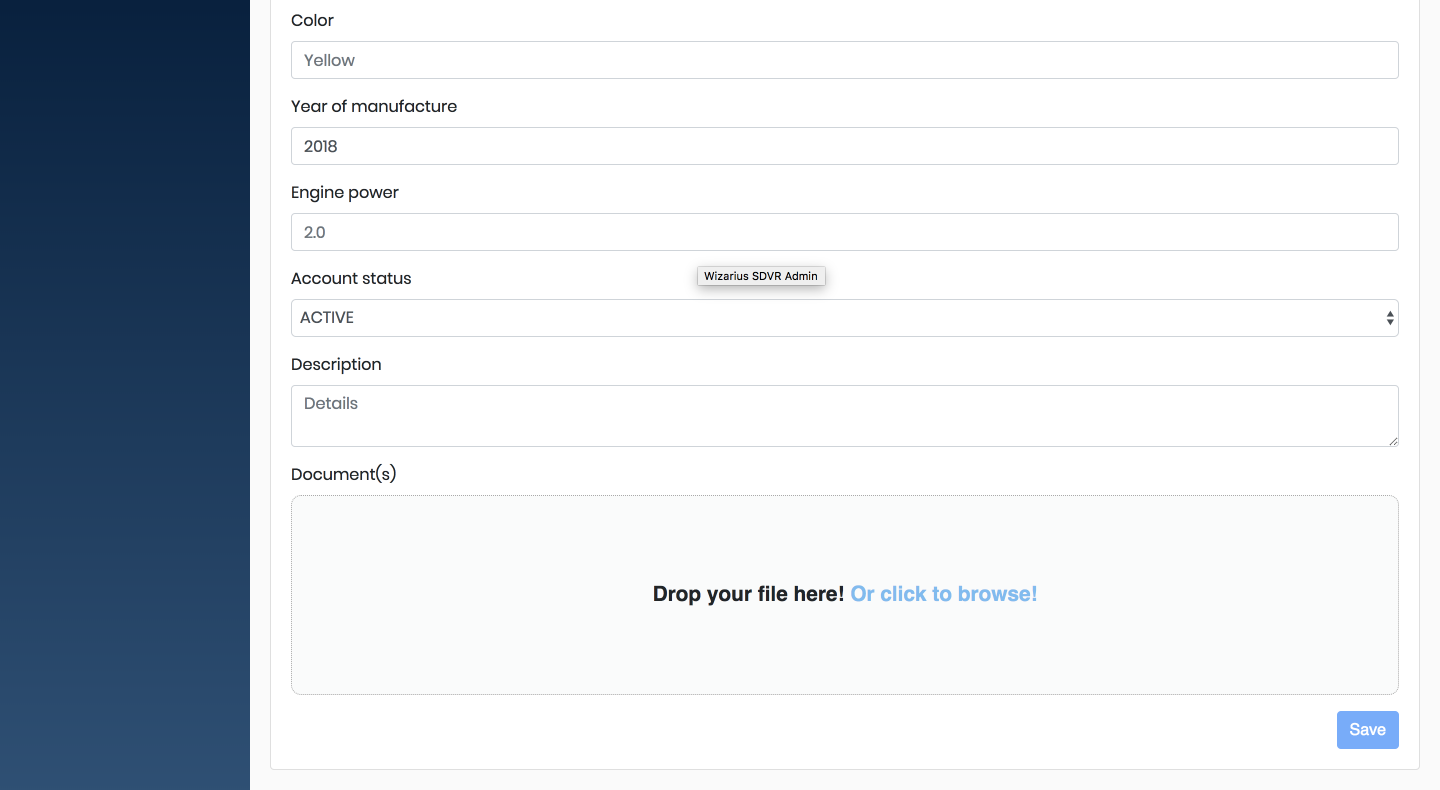 Color
Yellow
Year of manufacture
2018
Engine power
2.0
Account status
Wizarius SDVR Admin
ACTIVE
Description
Details
Document(s)
Drop your file here! Or click to browse!
Save